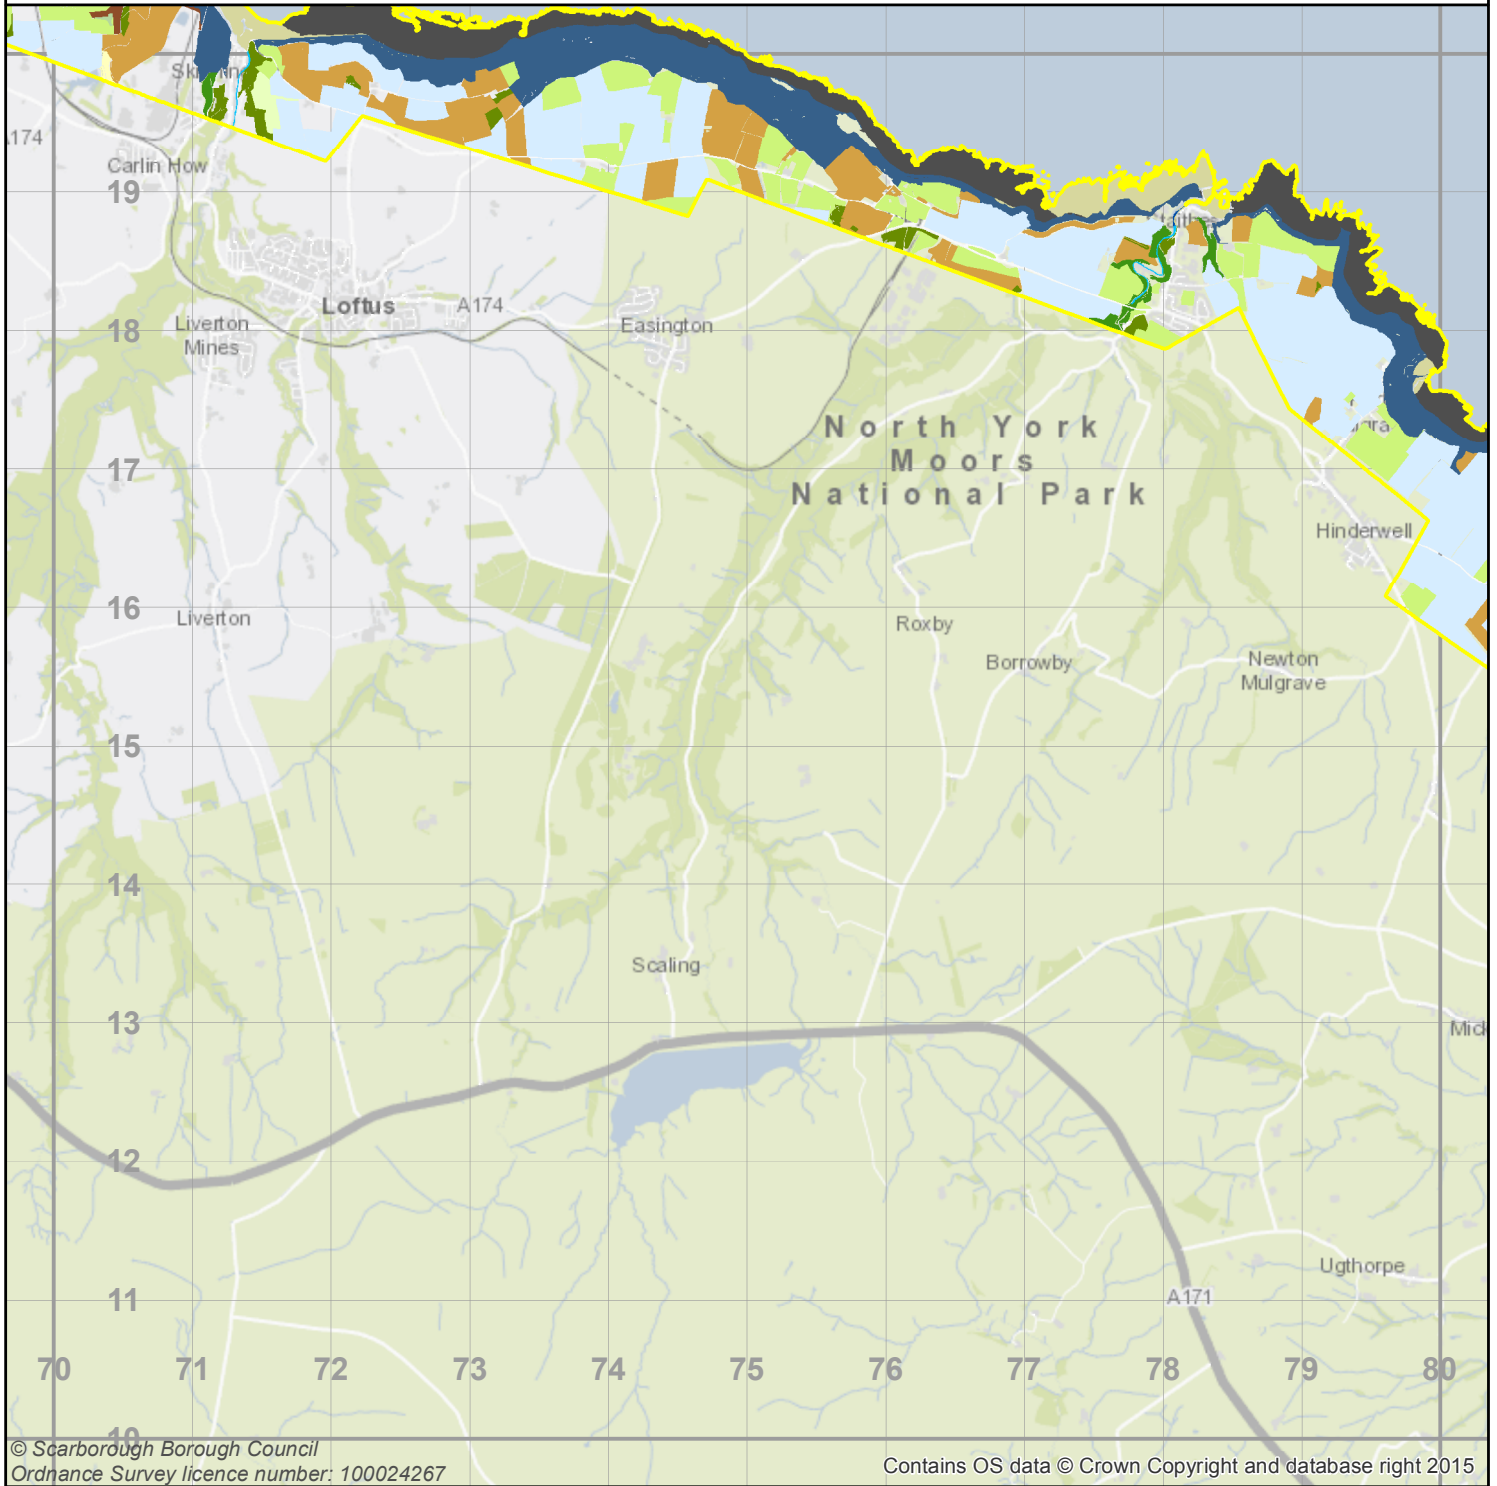 A174
Carlin How
19
Loftus
A174
Liverton
Mines
Easington
18
North York
Moors
National Park
17
Hinderwell
16
Liverton
Roxby
Borrowby
Newton
Mulgrave
15
14
Scaling
13
12
Ugthorpe
11
A171
70 71 72 73 74 75 76 77 78 79 80
10
© Scarborough Borough Council
Ordnance Survey licence number: 100024267
Contains OS data © Crown Copyright and database right 2015